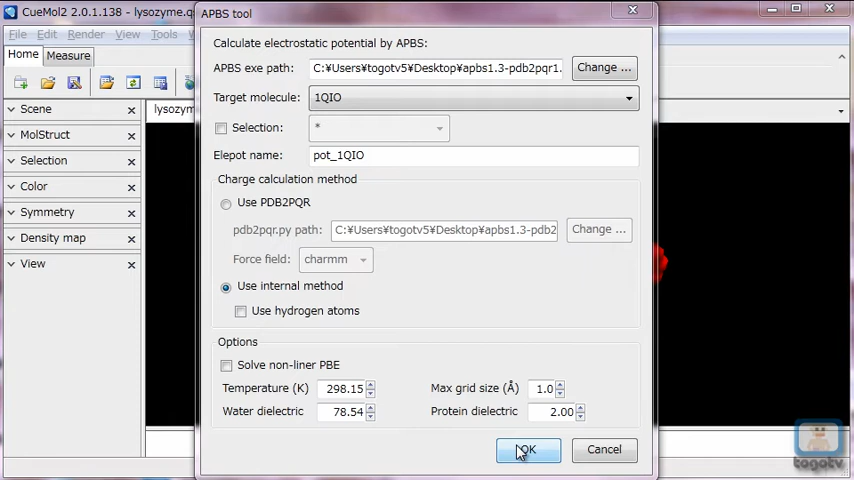 CueMol2 2.0.1.138 - lysozyme.q
APBS tool
File Edit Render View Tools
Home Measure
Scene
MolStruct
Selection
Color
Symmetry
Density map
View
lysozym
Calculate electrostatic potential by APBS:
APBS exe path: C:¥Users¥togotv5¥Desktop¥apbs1.3-pdb2pqr1. Change ...
Target molecule: 1QIO
Selection: *
Elepot name: pot_1QIO
Charge calculation method
Use PDB2PQR
pdb2pqr.py path: C:¥Users¥togotv5¥Desktop¥apbs1.3-pdb2 Change ...
Force field: charmm
Use internal method
Use hydrogen atoms
Options
Solve non-liner PBE
Temperature (K) 298.15 Max grid size (Å) 1.0
Water dielectric 78.54 Protein dielectric 2.00
OK Cancel
togotv